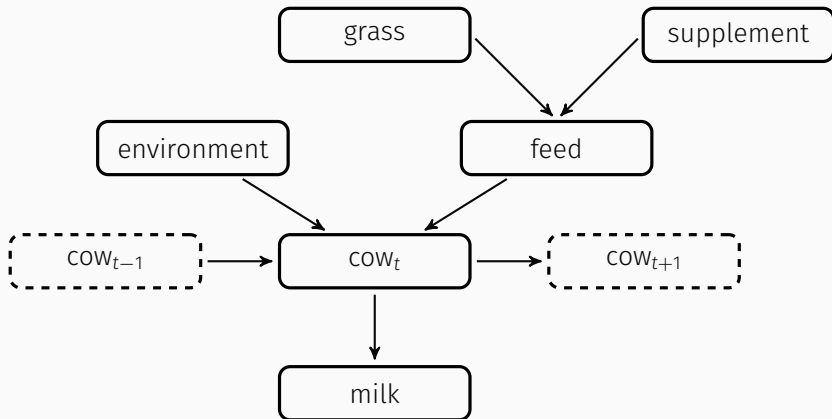 grass
supplement
environment
feed
cow_{t−1}
cow_t
cow_{t+1}
milk